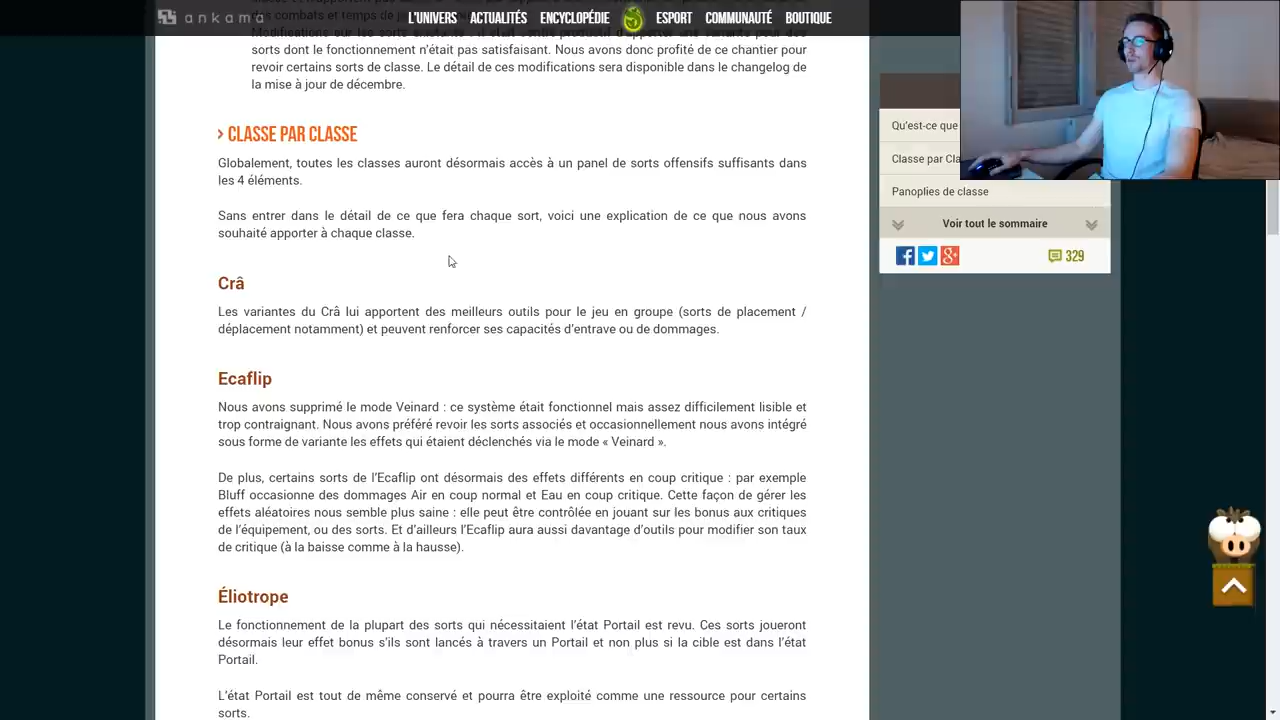 ankama
L'UNIVERS ACTUALITÉS ENCYCLOPÉDIE ESPORT COMMUNAUTÉ BOUTIQUE
des combats et temps de
sorts dont le fonctionnement n'était pas satisfaisant. Nous avons donc profité de ce chantier pour
revoir certains sorts de classe. Le détail de ces modifications sera disponible dans le changelog de
la mise à jour de décembre.
> CLASSE PAR CLASSE
Globalement, toutes les classes auront désormais accès à un panel de sorts offensifs suffisants dans
les 4 éléments.
Sans entrer dans le détail de ce que fera chaque sort, voici une explication de ce que nous avons
souhaité apporter à chaque classe.
Crâ
Les variantes du Crâ lui apportent des meilleurs outils pour le jeu en groupe (sorts de placement /
déplacement notamment) et peuvent renforcer ses capacités d'entrave ou de dommages.
Ecaflip
Nous avons supprimé le mode Veinard : ce système était fonctionnel mais assez difficilement lisible et
trop contraignant. Nous avons préféré revoir les sorts associés et occasionnellement nous avons intégré
sous forme de variante les effets qui étaient déclenchés via le mode « Veinard ».
De plus, certains sorts de l'Ecaflip ont désormais des effets différents en coup critique : par exemple
Bluff occasionne des dommages Air en coup normal et Eau en coup critique. Cette façon de gérer les
effets aléatoires nous semble plus saine : elle peut être contrôlée en jouant sur les bonus aux critiques
de l'équipement, ou des sorts. Et d'ailleurs l'Ecaflip aura aussi davantage d'outils pour modifier son taux
de critique (à la baisse comme à la hausse).
Éliotrope
Le fonctionnement de la plupart des sorts qui nécessitaient l'état Portail est revu. Ces sorts joueront
désormais leur effet bonus s'ils sont lancés à travers un Portail et non plus si la cible est dans l'état
Portail.
L'état Portail est tout de même conservé et pourra être exploité comme une ressource pour certains
sorts.
Qu'est-ce que
Classe par Cla
Panoplies de classe
Voir tout le sommaire
329